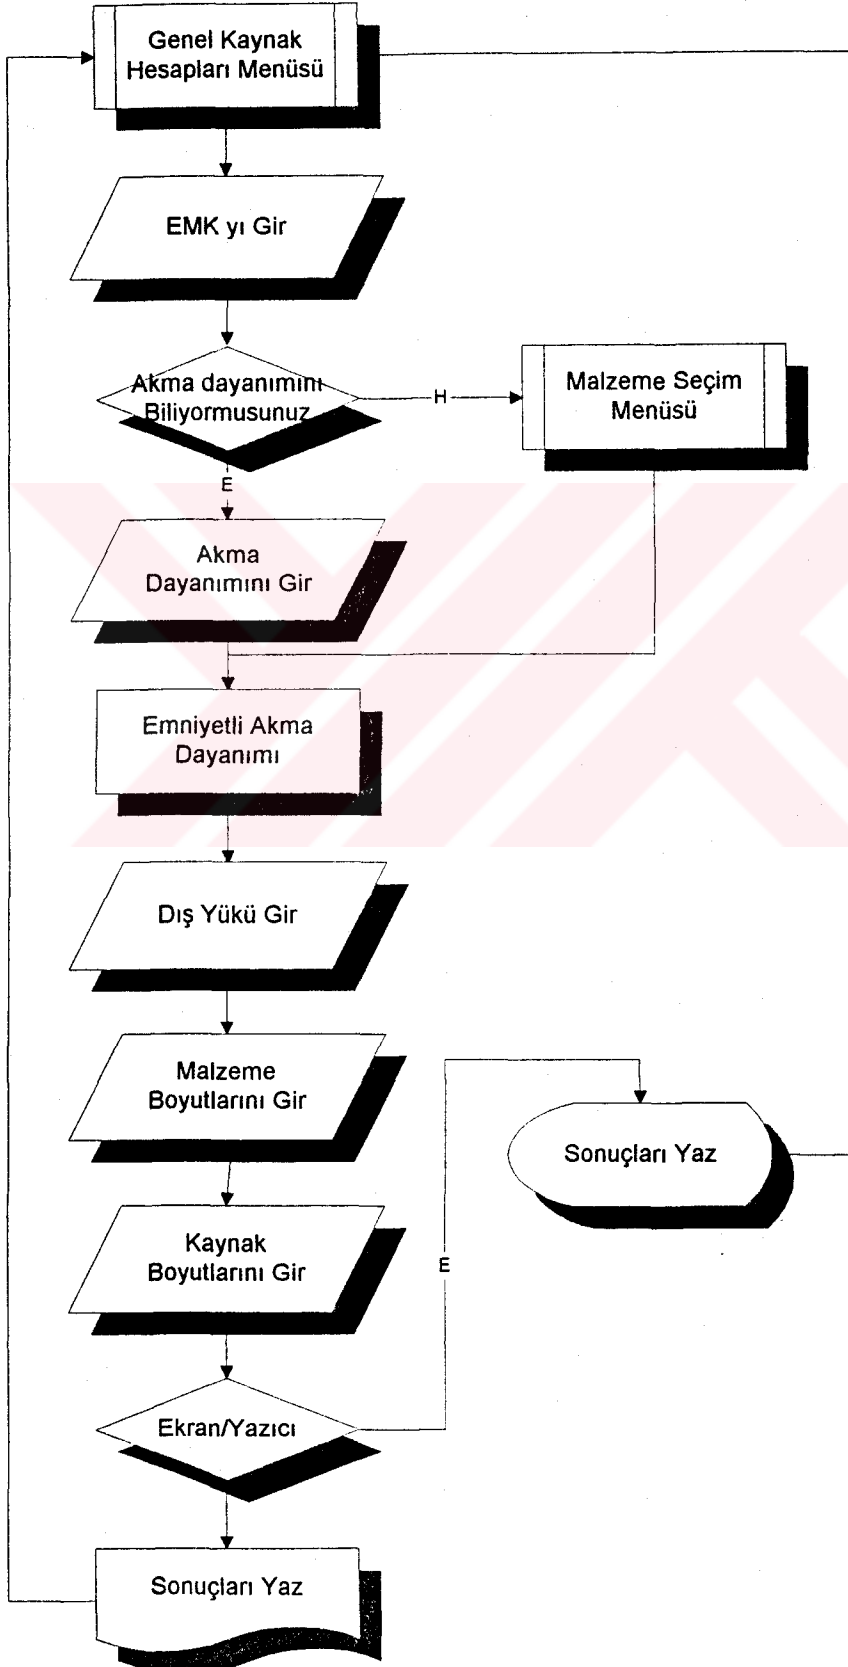 Genel Kaynak
Hesapları Menüsü
EMK yı Gir
Akma dayanımını
Biliyormusunuz
H
Malzeme Seçim
Menüsü
E
Akma
Dayanımını Gir
Emniyetli Akma
Dayanımı
Dış Yükü Gir
Malzeme
Boyutlarını Gir
Sonuçları Yaz
Kaynak
Boyutlarını Gir
E
Ekran/Yazıcı
Sonuçları Yaz